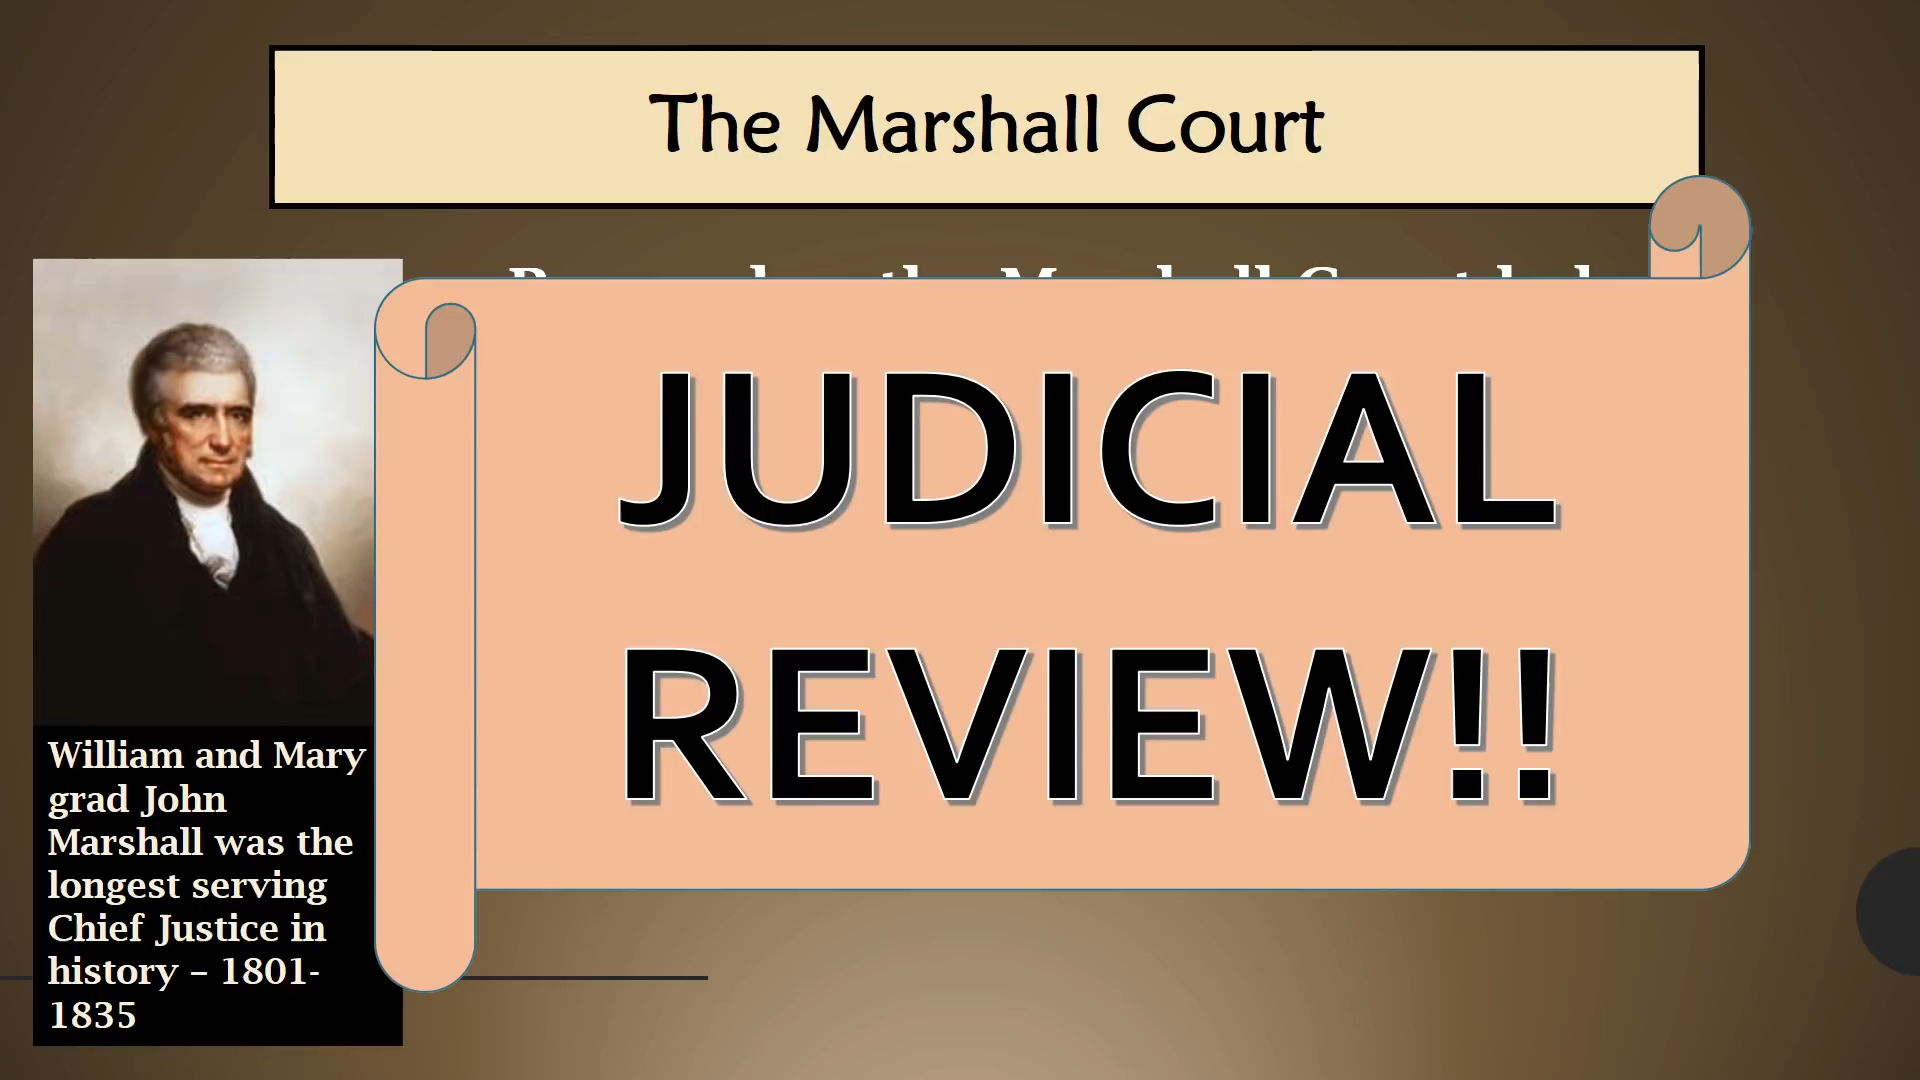 The Marshall Court
JUDICIAL
REVIEW!!
William and Mary
grad John
Marshall was the
longest serving
Chief Justice in
history – 1801-
1835